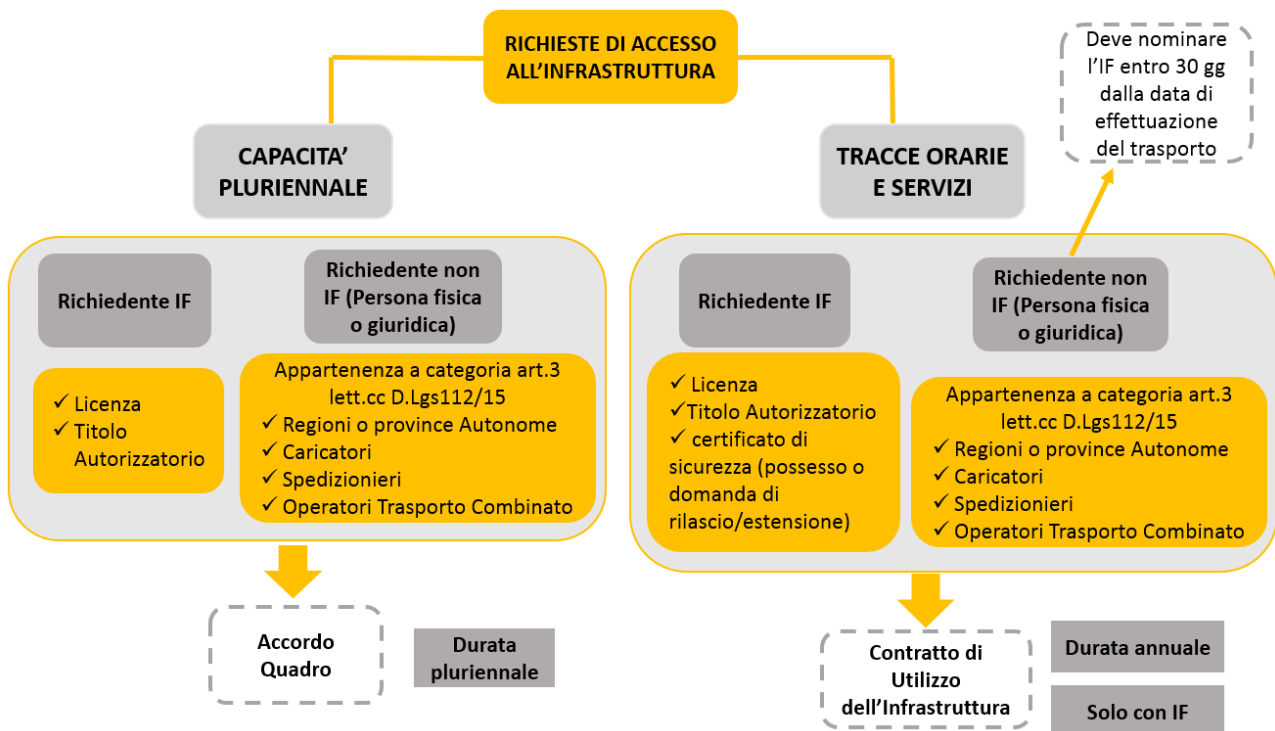 RICHIESTE DI ACCESSO
ALL'INFRASTRUTTURA
Deve nominare
l'IF entro 30 gg
dalla data di
effettuazione
del trasporto
CAPACITA'
PLURIENNALE
TRACCE ORARIE
E SERVIZI
Richiedente IF
Richiedente non
IF (Persona fisica
o giuridica)
✓ Licenza
✓ Titolo
Autorizzatorio
Appartenenza a categoria art.3
lett.cc D.Lgs112/15
✓ Regioni o province Autonome
✓ Caricatori
✓ Spedizionieri
✓ Operatori Trasporto Combinato
Richiedente IF
Richiedente non
IF (Persona fisica
o giuridica)
✓ Licenza
✓Titolo Autorizzatorio
✓ certificato di
sicurezza (possesso o
domanda di
rilascio/estensione)
Appartenenza a categoria art.3
lett.cc D.Lgs112/15
✓ Regioni o province Autonome
✓ Caricatori
✓ Spedizionieri
✓ Operatori Trasporto Combinato
Accordo
Quadro
Durata
pluriennale
Contratto di
Utilizzo
dell'Infrastruttura
Durata annuale
Solo con IF